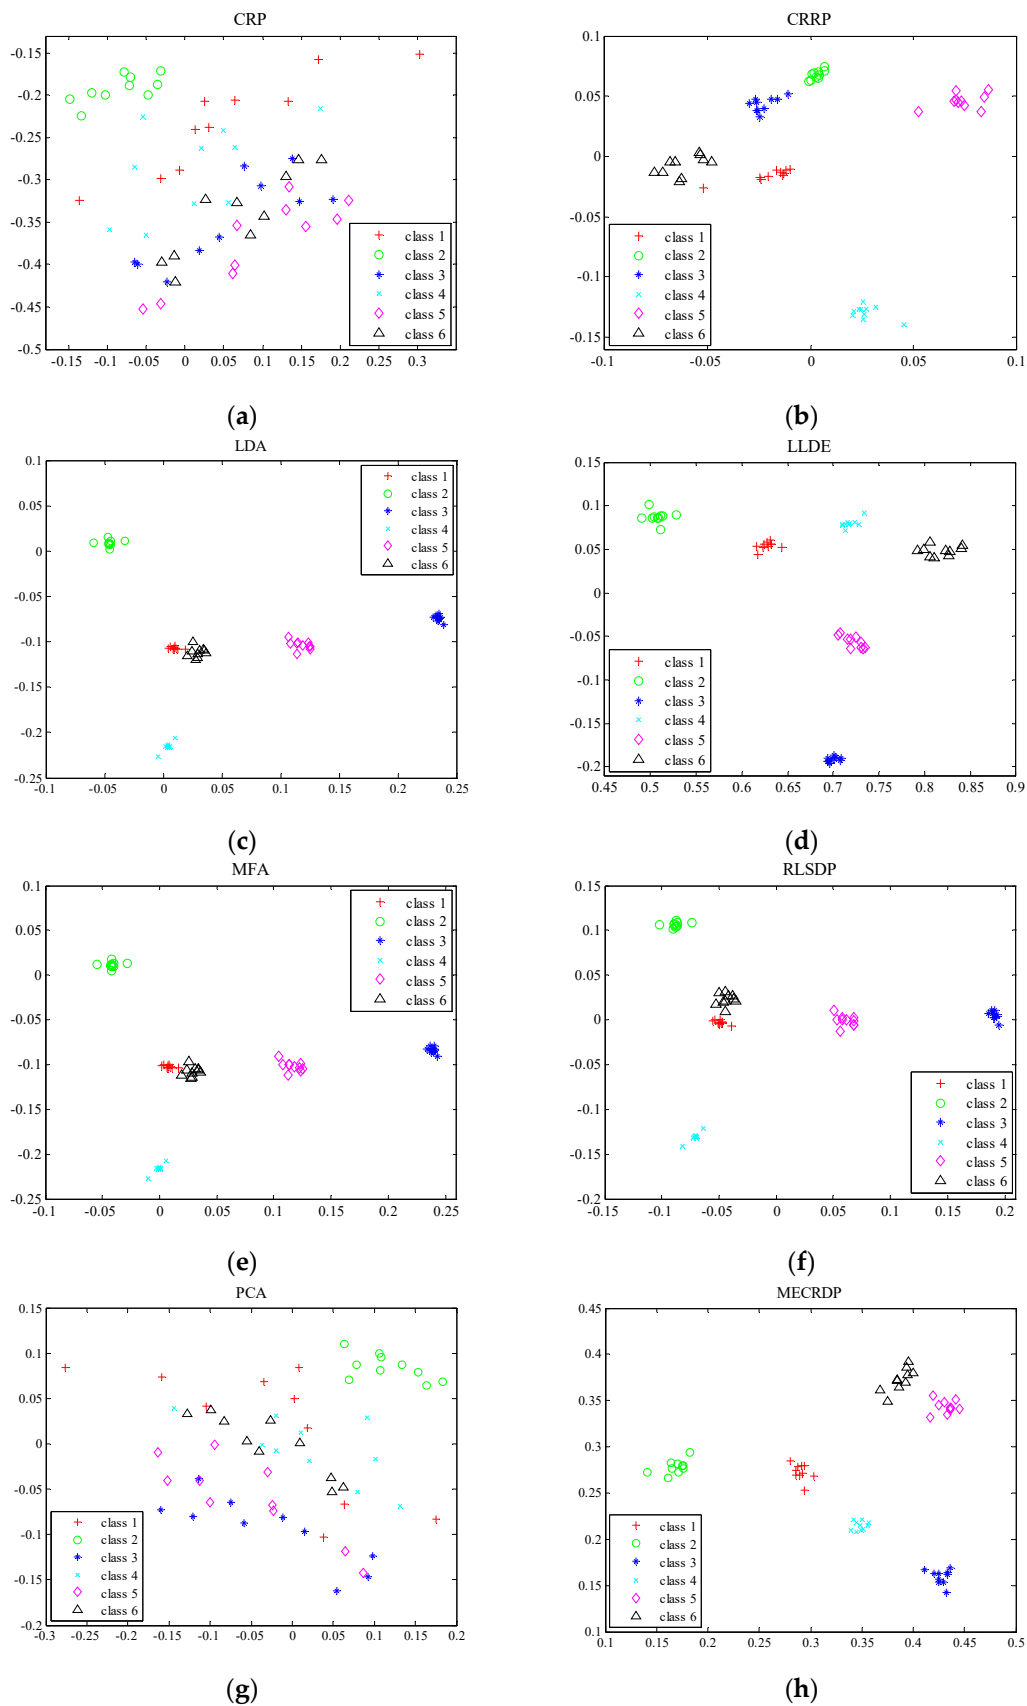 CRP
-0.15
-0.2
-0.25
-0.3
-0.35
-0.4
-0.45
-0.5
-0.15 -0.1 -0.05 0 0.05 0.1 0.15 0.2 0.25 0.3
class 1
class 2
class 3
class 4
class 5
class 6
(a)
CRRP
0.1
0.05
0
-0.05
-0.1
-0.15
-0.1 -0.05 0 0.05 0.1
class 1
class 2
class 3
class 4
class 5
class 6
(b)
LDA
0.1
0.05
0
-0.05
-0.1
-0.15
-0.2
-0.25
-0.1 -0.05 0 0.05 0.1 0.15 0.2 0.25
class 1
class 2
class 3
class 4
class 5
class 6
(c)
LLDE
0.15
0.1
0.05
0
-0.05
-0.1
-0.15
-0.2
0.45 0.5 0.55 0.6 0.65 0.7 0.75 0.8 0.85 0.9
class 1
class 2
class 3
class 4
class 5
class 6
(d)
MFA
0.1
0.05
0
-0.05
-0.1
-0.15
-0.2
-0.25
-0.1 -0.05 0 0.05 0.1 0.15 0.2 0.25
class 1
class 2
class 3
class 4
class 5
class 6
(e)
RLSDP
0.15
0.1
0.05
0
-0.05
-0.1
-0.15
-0.2
-0.15 -0.1 -0.05 0 0.05 0.1 0.15 0.2
class 1
class 2
class 3
class 4
class 5
class 6
(f)
PCA
0.15
0.1
0.05
0
-0.05
-0.1
-0.15
-0.2
-0.3 -0.25 -0.2 -0.15 -0.1 -0.05 0 0.05 0.1 0.15 0.2
class 1
class 2
class 3
class 4
class 5
class 6
(g)
MECRDP
0.45
0.4
0.35
0.3
0.25
0.2
0.15
0.1
0.1 0.15 0.2 0.25 0.3 0.35 0.4 0.45 0.5
class 1
class 2
class 3
class 4
class 5
class 6
(h)